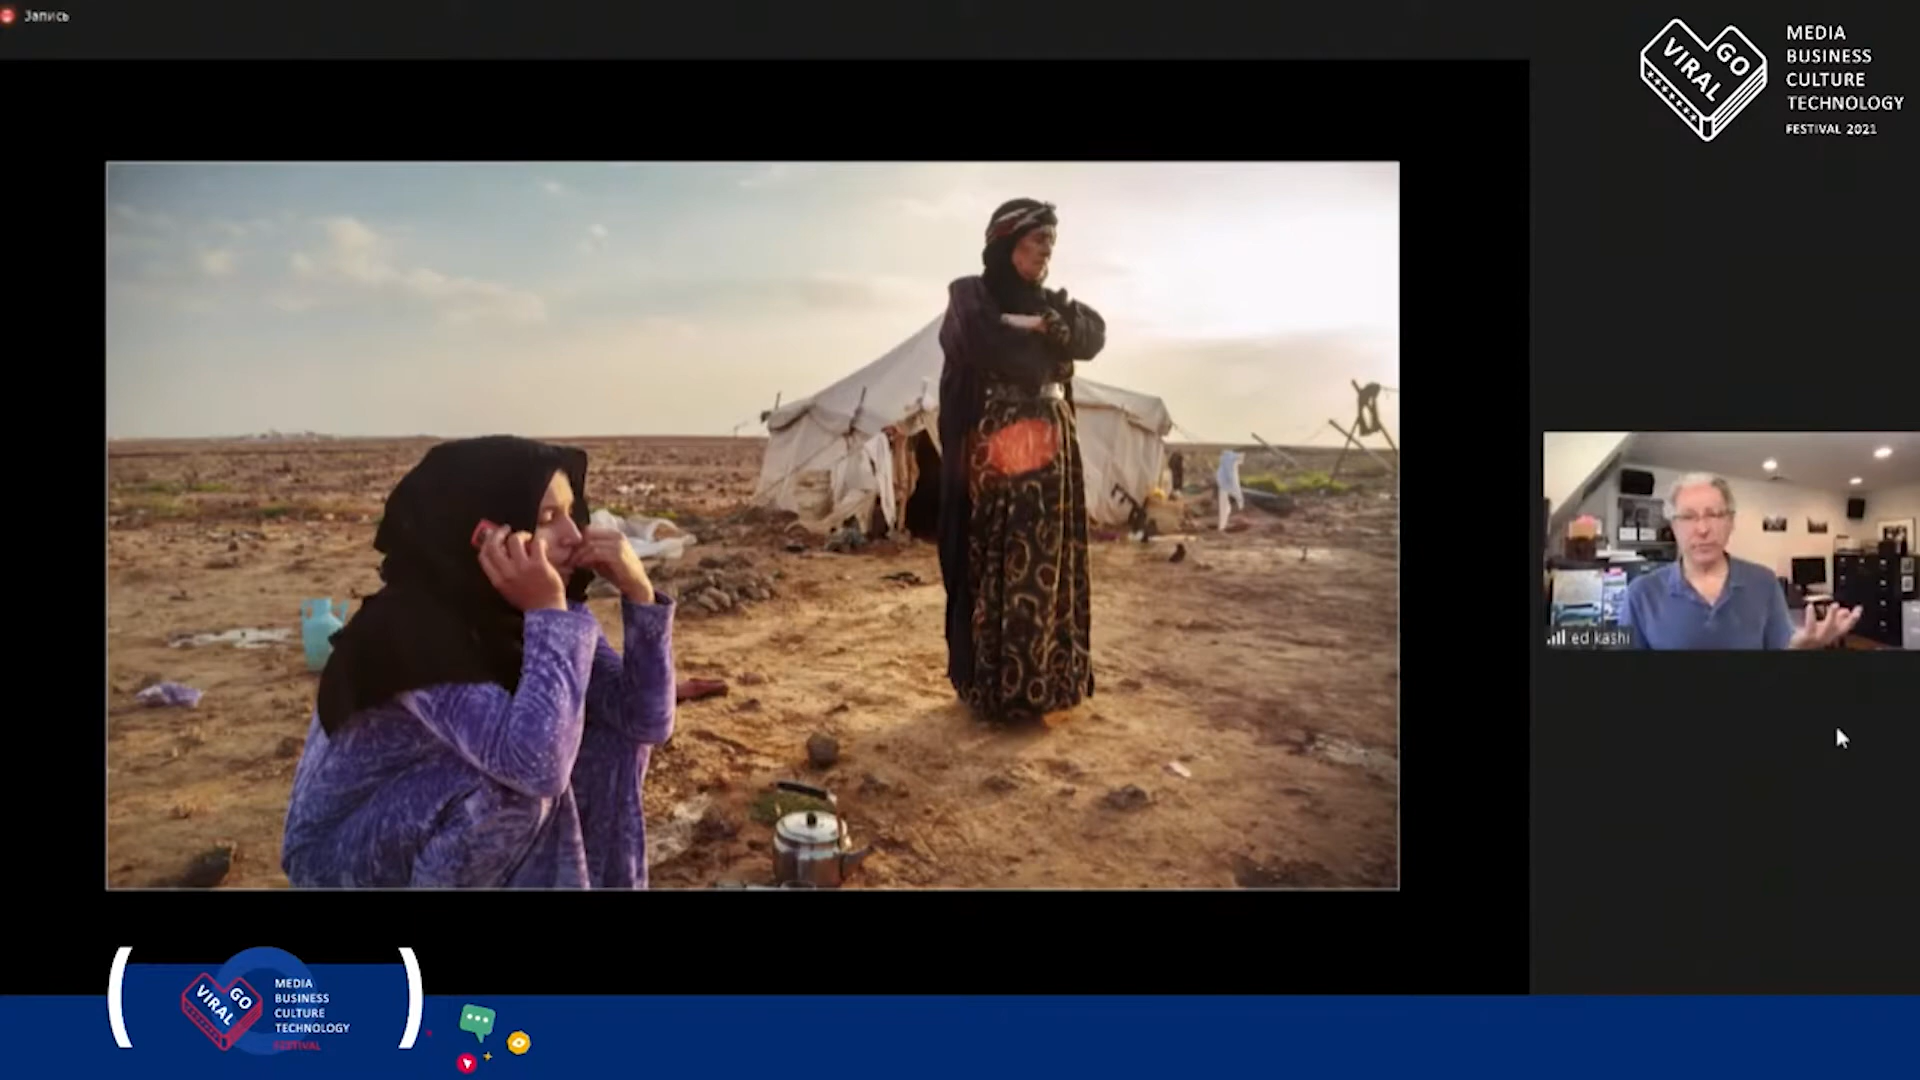 Запись
VIRAL GO
MEDIA
BUSINESS
CULTURE
TECHNOLOGY
FESTIVAL 2021
ed kashi
VIRAL GO
MEDIA
BUSINESS
CULTURE
TECHNOLOGY
FESTIVAL